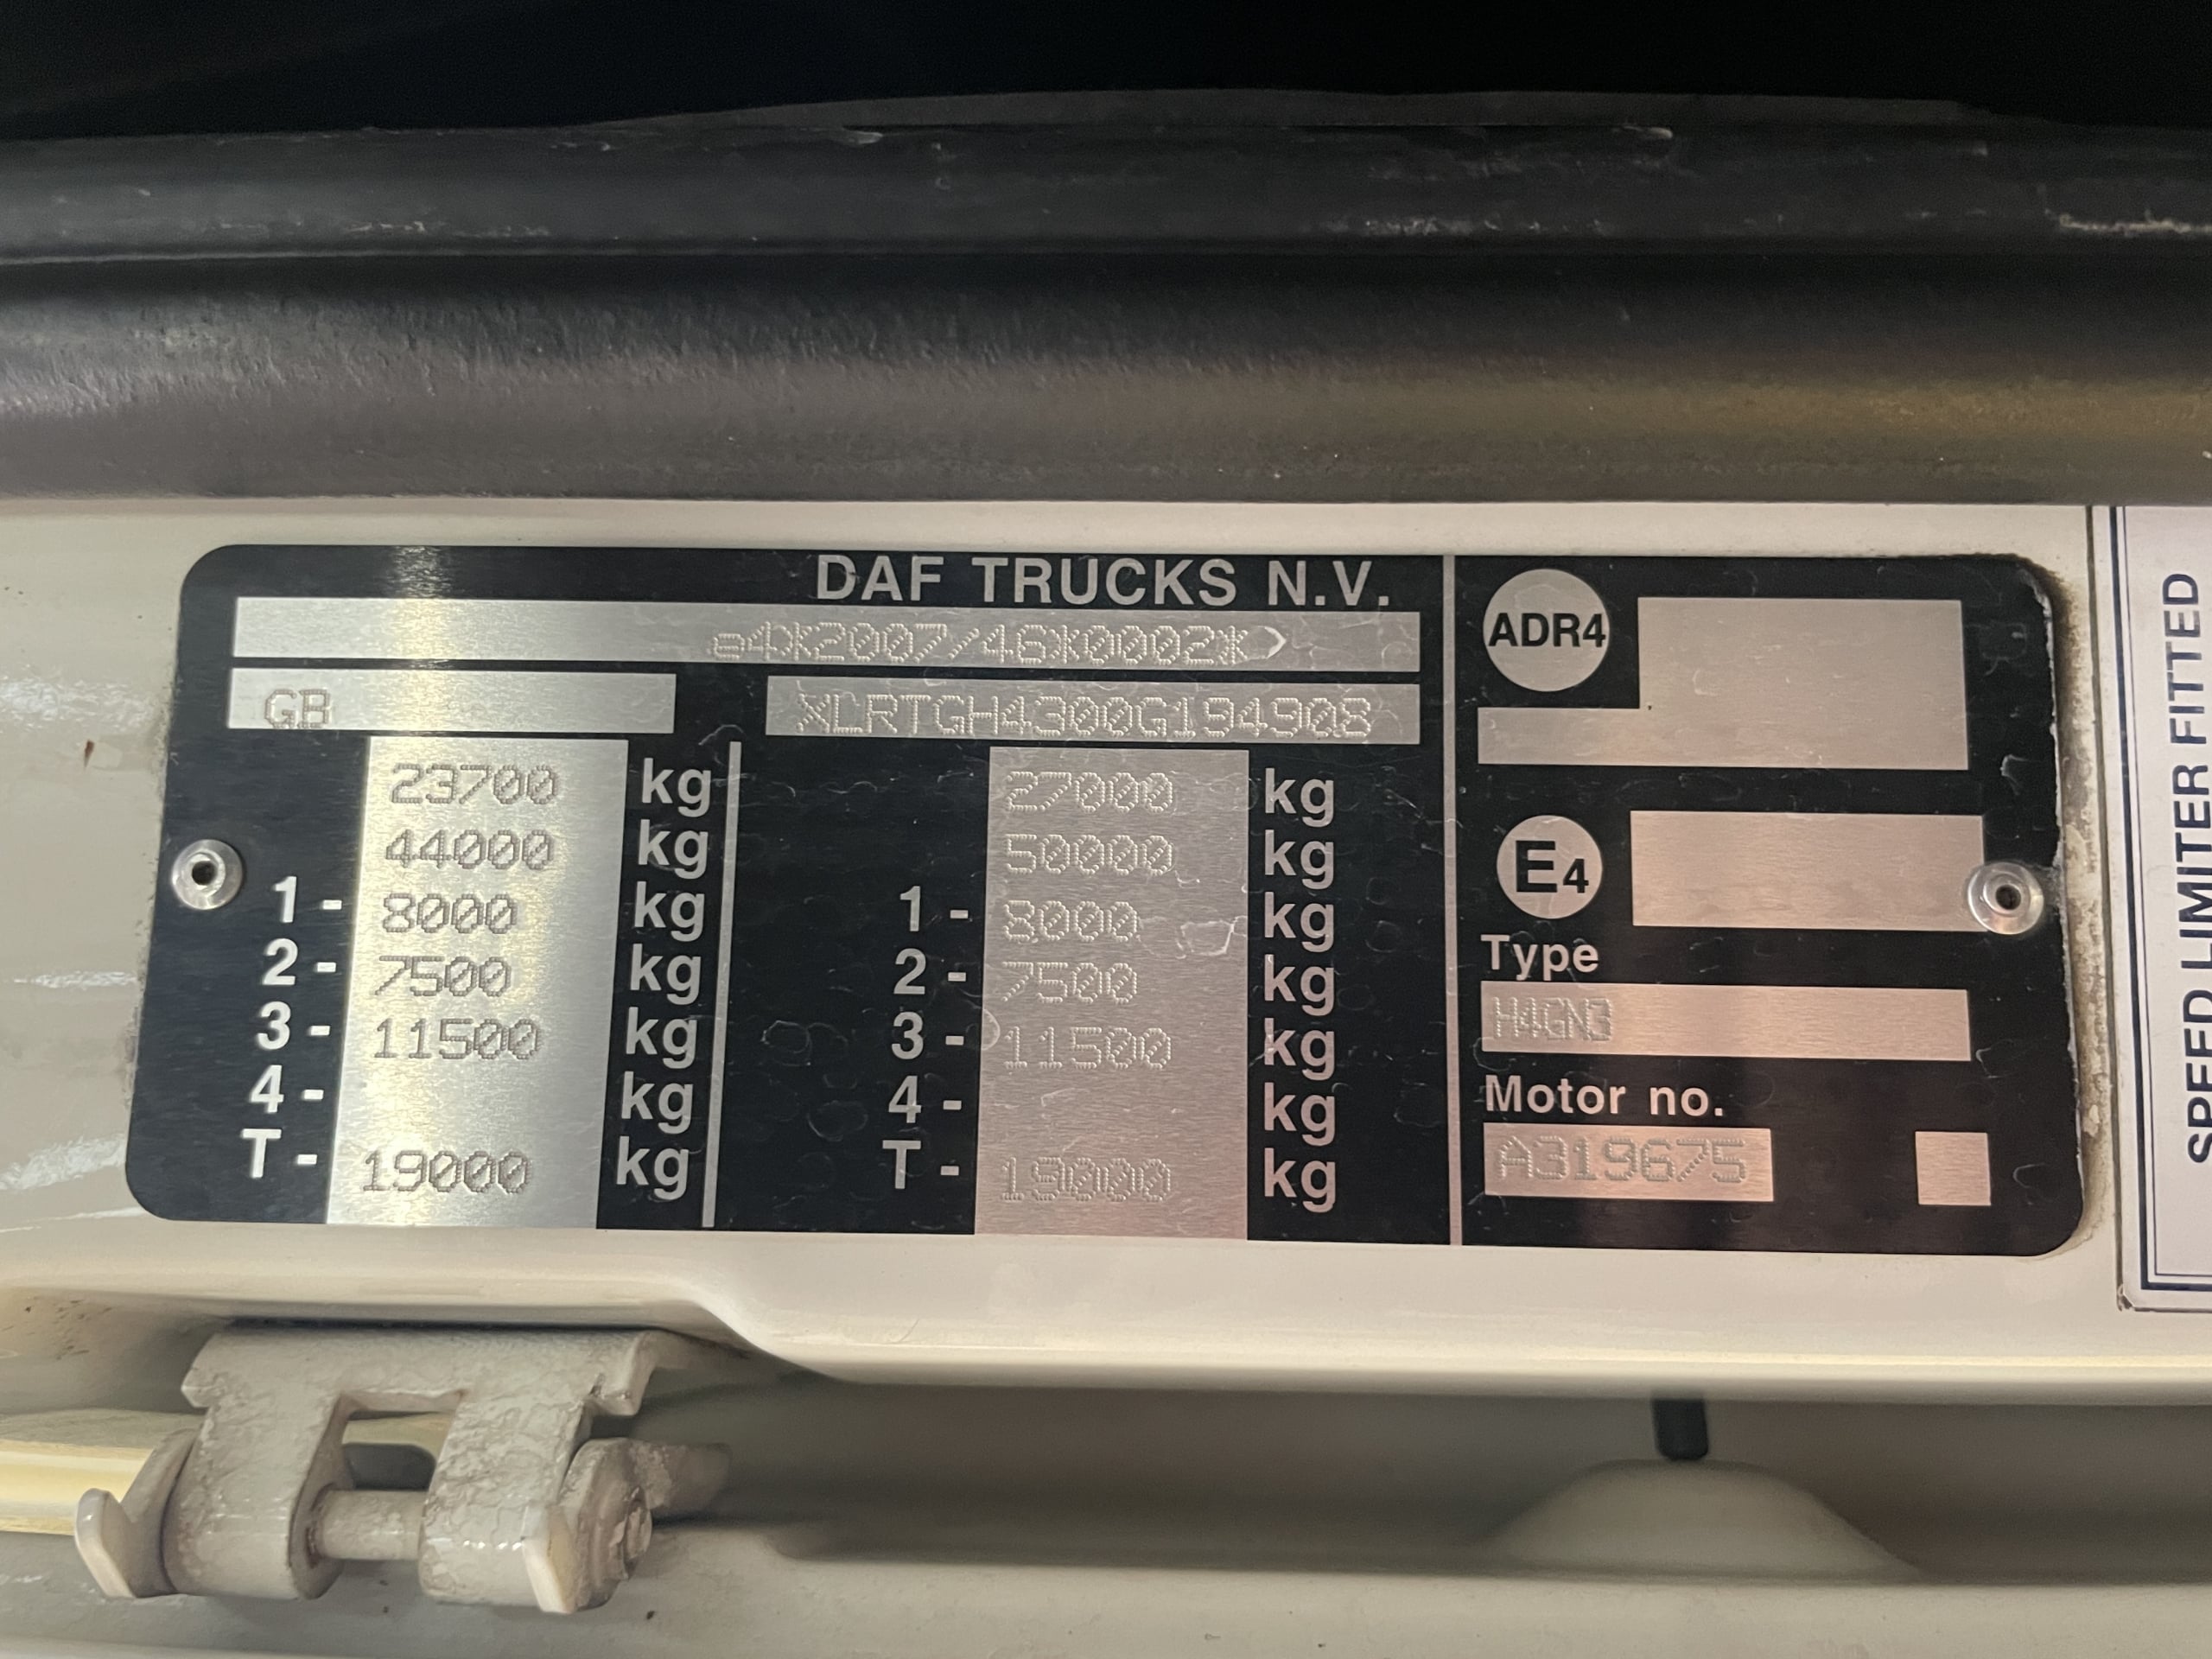 DAF TRUCKS N.V.
e4*2007/46*0002*
GB
XLRTGH4300G194908
23700 kg
44000 kg
1 - 8000 kg
2 - 7500 kg
3 - 11500 kg
4 - kg
T - 19000 kg
27000 kg
50000 kg
1 - 8000 kg
2 - 7500 kg
3 - 11500 kg
4 - kg
T - 19000 kg
ADR4
E4
Type
H4GN3
Motor no.
A319675
SPEED LIMITER FITTED